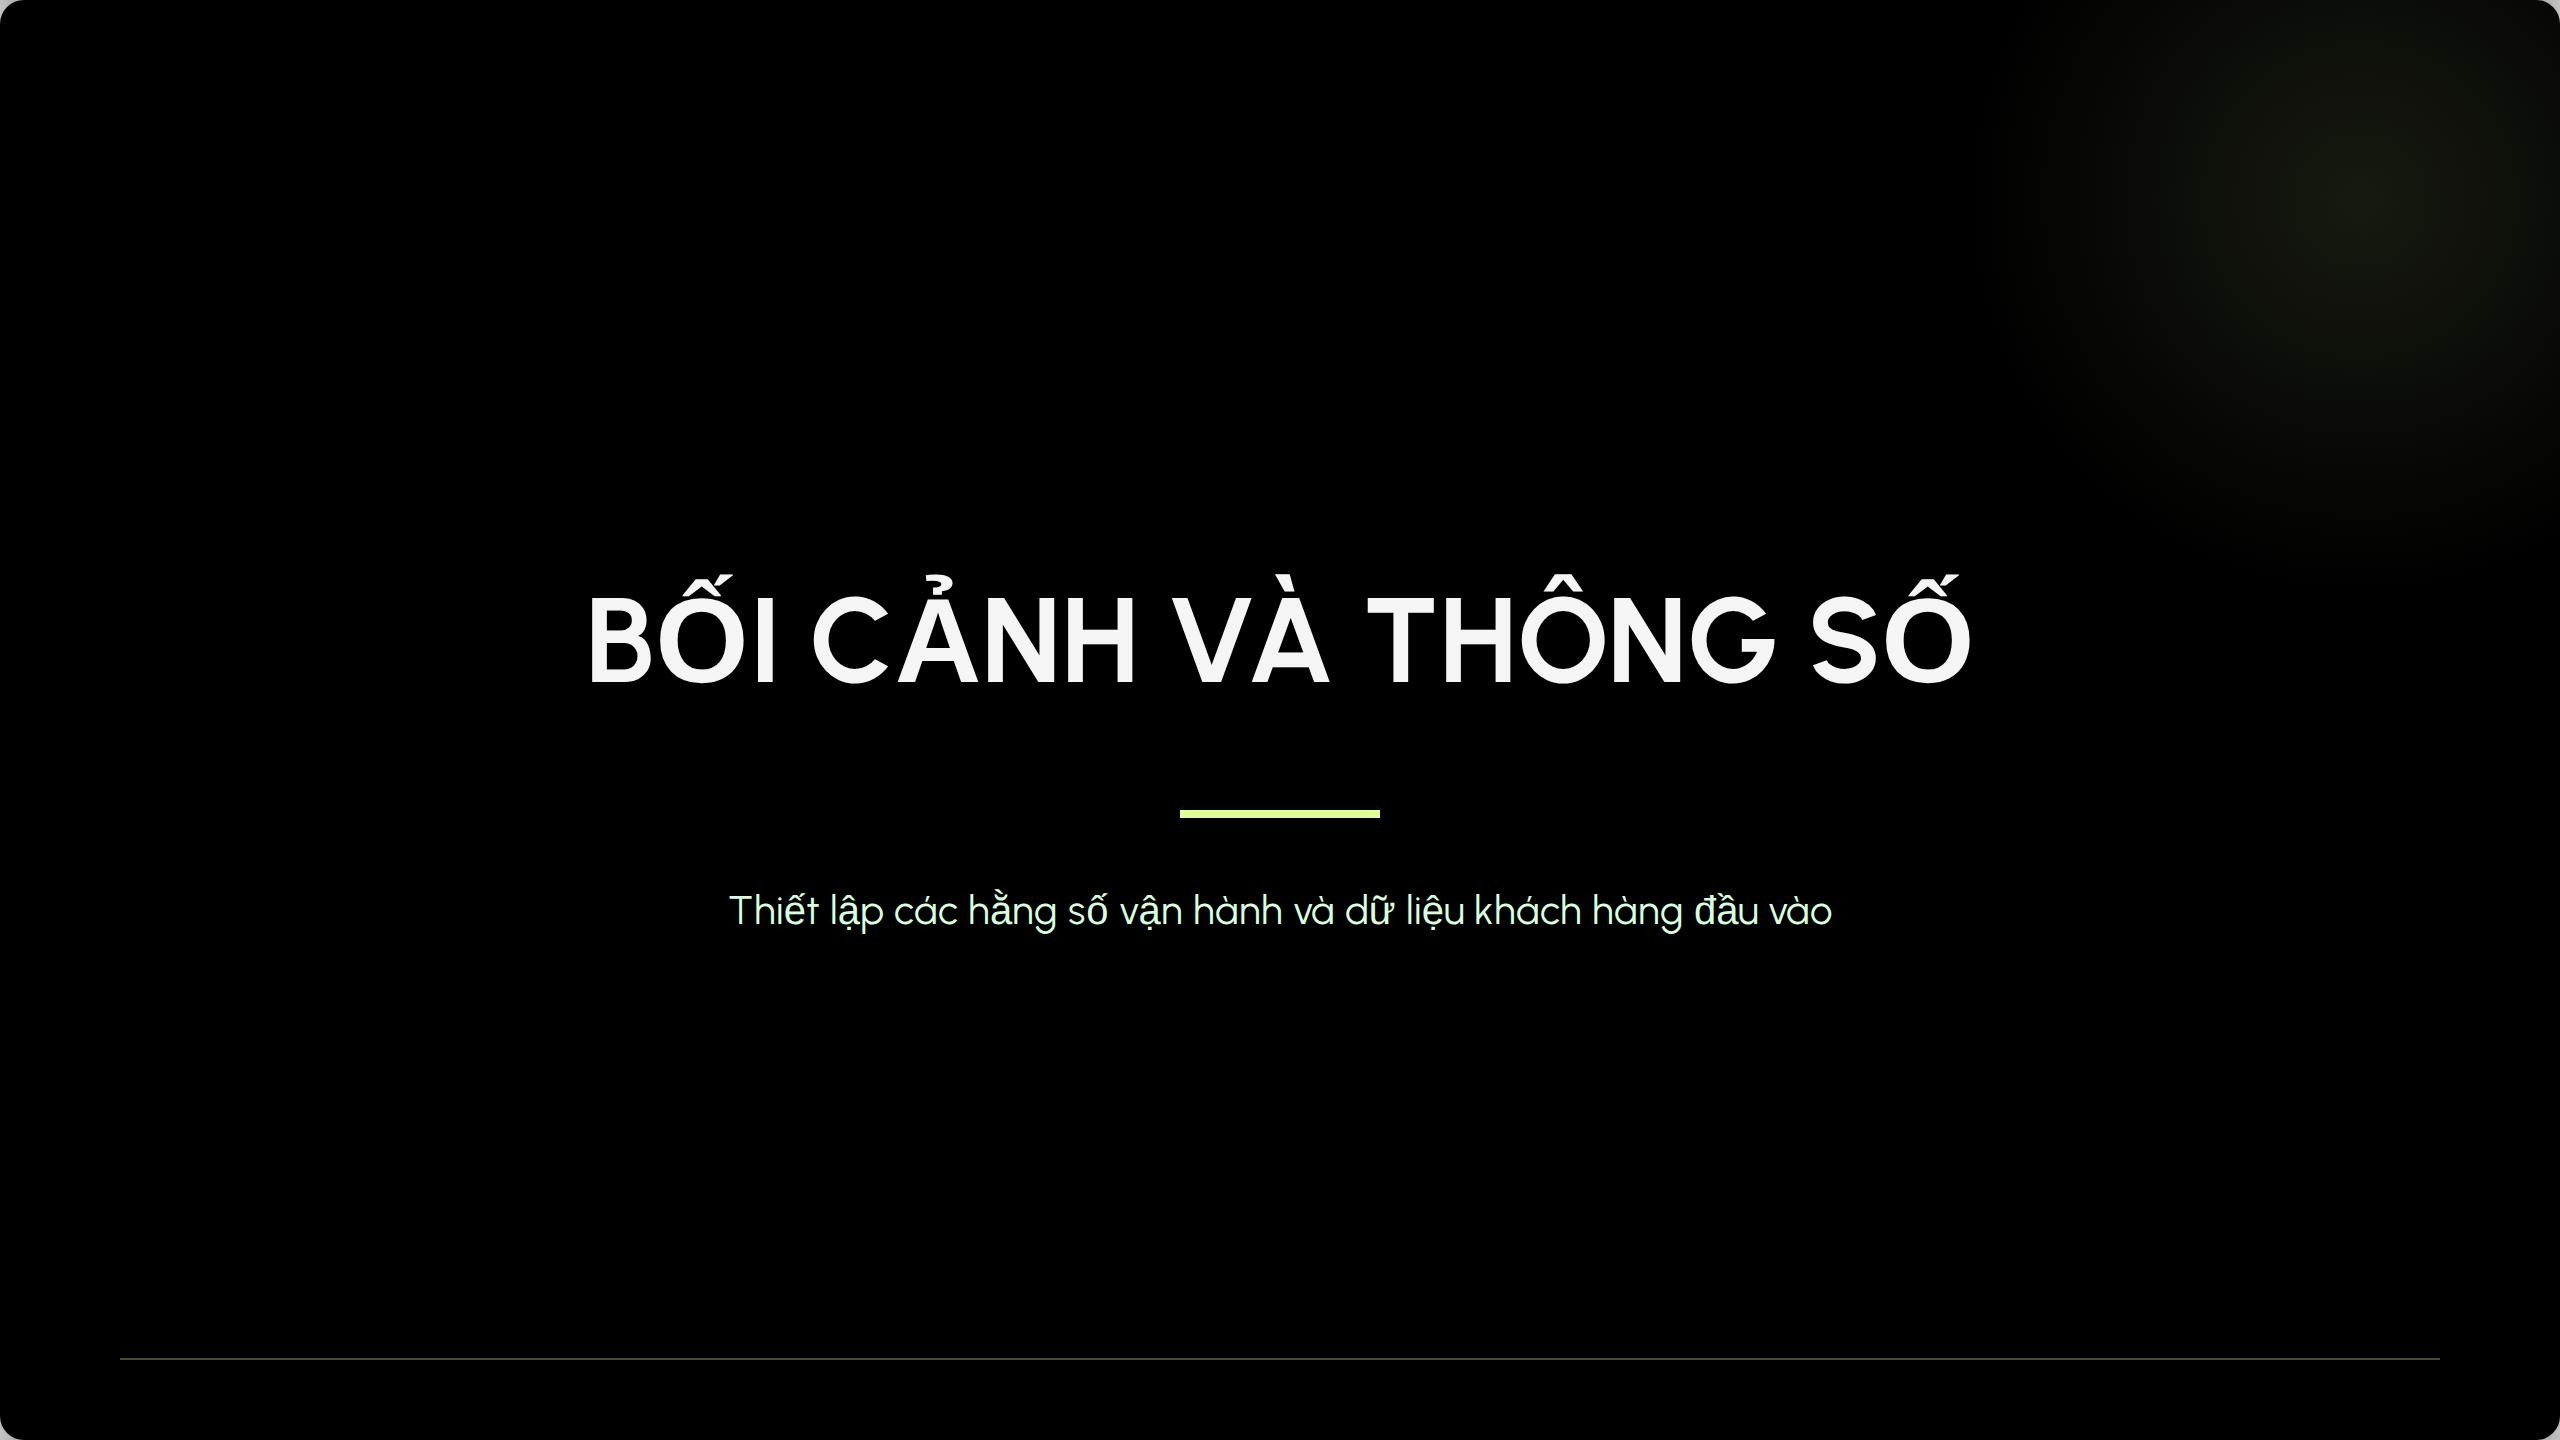 BỐI CẢNH VÀ THÔNG SỐ
Thiết lập các hằng số vận hành và dữ liệu khách hàng đầu vào